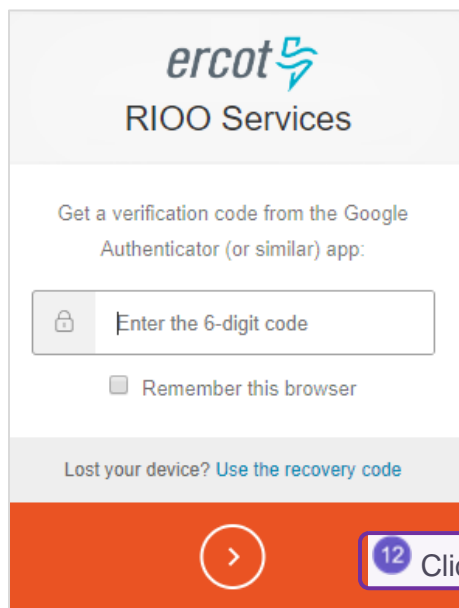 ercot
RIOO Services
Get a verification code from the Google
Authenticator (or similar) app:
Enter the 6-digit code
Remember this browser
Lost your device? Use the recovery code
12